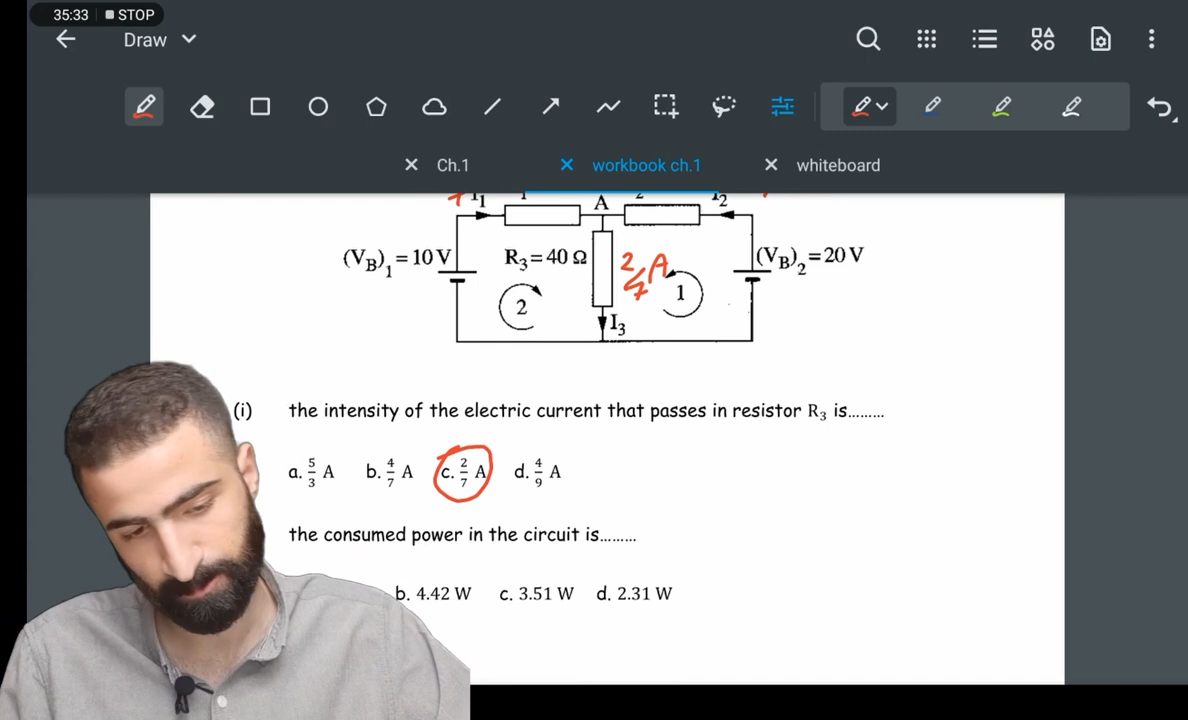 35:33 STOP
Draw
Ch.1
workbook ch.1
whiteboard
I1
A
I2
(VB)1 = 10 V
R3 = 40 Ω
2/7 A
(VB)2 = 20 V
2
1
I3
(i) the intensity of the electric current that passes in resistor R3 is.........
a. 5/3 A b. 4/7 A c. 2/7 A d. 4/9 A
the consumed power in the circuit is.........
b. 4.42 W c. 3.51 W d. 2.31 W